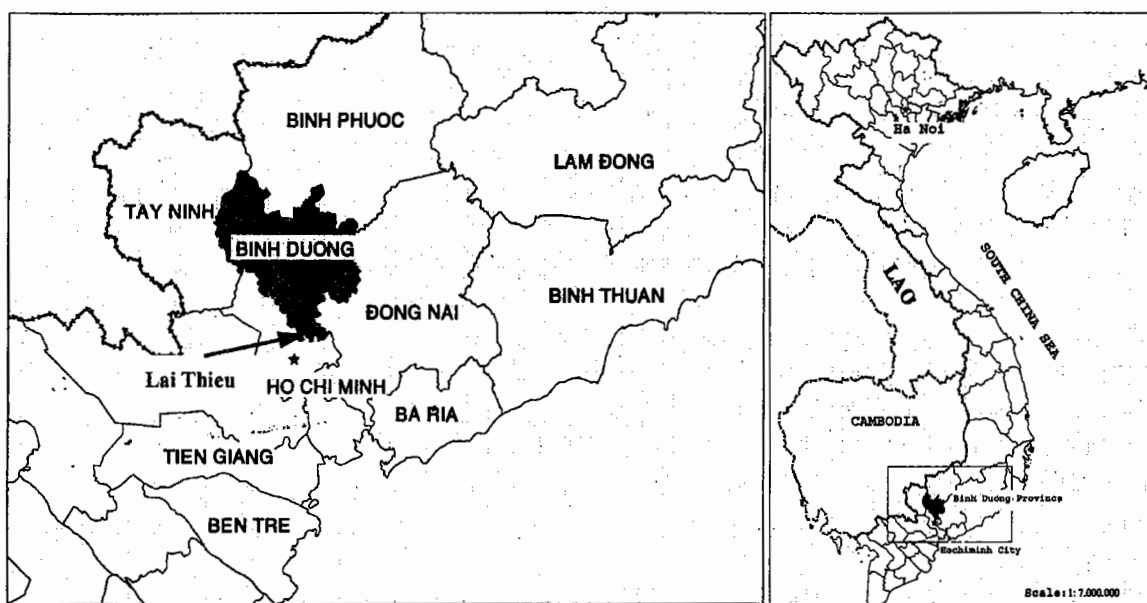 BINH PHUOC
LAM ĐONG
TAY NINH
BINH DUONG
BINH THUAN
ĐONG NAI
Lai Thieu
HO CHI MINH
BA RIA
TIEN GIANG
BEN TRE
Ha Noi
LAO
SOUTH CHINA SEA
CAMBODIA
Binh Duong Province
Hochiminh City
Scale: 1: 7.000.000